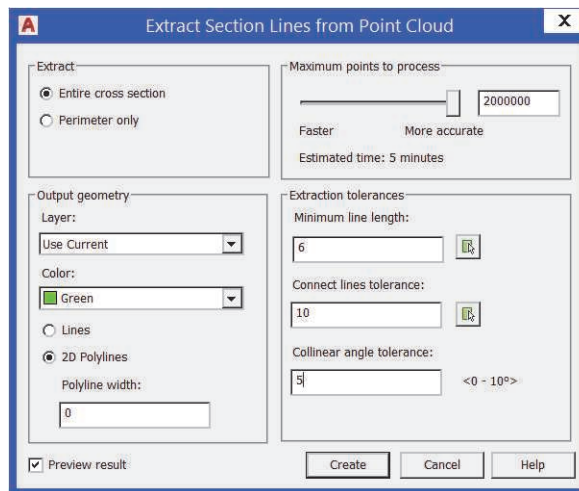 A
Extract Section Lines from Point Cloud
X
Extract
Entire cross section
Perimeter only
Maximum points to process
2000000
Faster
More accurate
Estimated time: 5 minutes
Output geometry
Layer:
Use Current
Color:
Green
Lines
2D Polylines
Polyline width:
0
Extraction tolerances
Minimum line length:
6
Connect lines tolerance:
10
Collinear angle tolerance:
5
<0 - 10º>
Preview result
Create
Cancel
Help